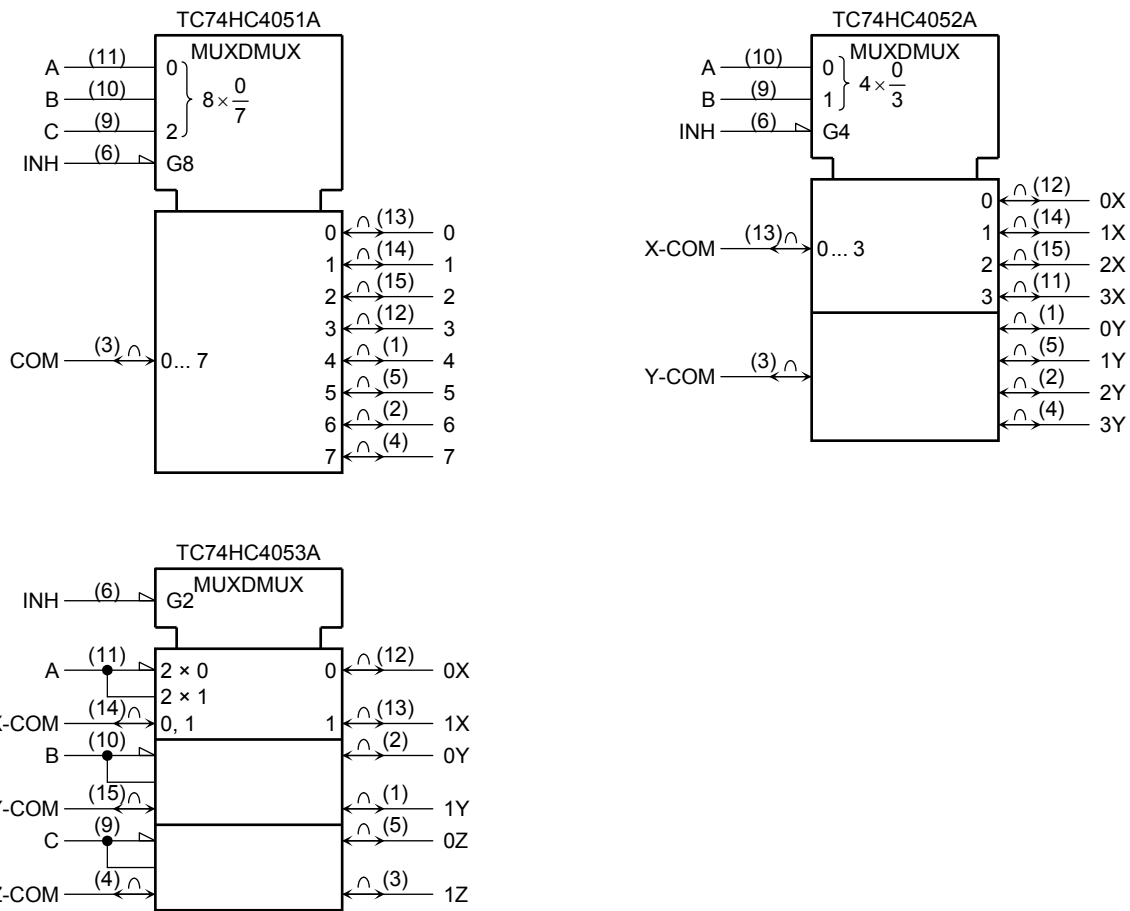 TC74HC4051A
MUXDMUX
A (11) 0
B (10) 8 × 0/7
C (9) 2
INH (6) G8
0 (13) 0
1 (14) 1
2 (15) 2
3 (12) 3
COM (3) 0... 7 4 (1) 4
5 (5) 5
6 (2) 6
7 (4) 7
TC74HC4052A
MUXDMUX
A (10) 0
B (9) 1 4 × 0/3
INH (6) G4
0 (12) 0X
1 (14) 1X
X-COM (13) 0... 3
2 (15) 2X
3 (11) 3X
(1) 0Y
(5) 1Y
Y-COM (3)
(2) 2Y
(4) 3Y
TC74HC4053A
MUXDMUX
INH (6) G2
A (11) 2 × 0 0 (12) 0X
2 × 1
X-COM (14) 0, 1 1 (13) 1X
B (10) (2) 0Y
Y-COM (15) (1) 1Y
C (9) (5) 0Z
Z-COM (4) (3) 1Z